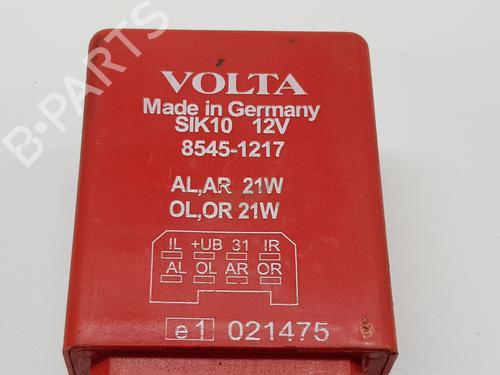 VOLTA
Made in Germany
SIK10 12V
8545-1217
AL,AR 21W
OL,OR 21W
IL +UB 31 IR
AL OL AR OR
e1 021475
B-PARTS